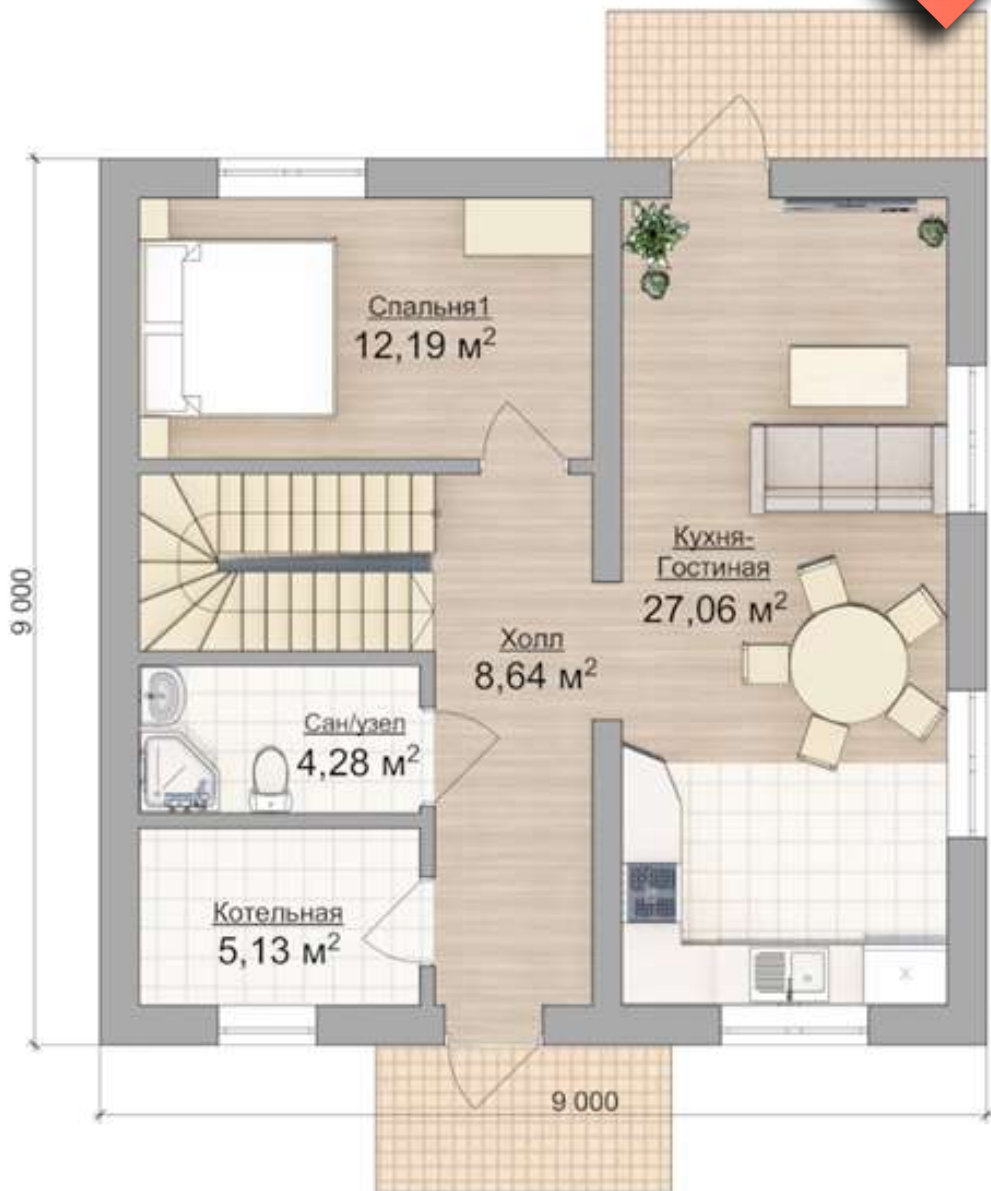 Спальня1
12,19 м²
9 000
Кухня-
Гостиная
27,06 м²
Холл
8,64 м²
Сан/узел
4,28 м²
Котельная
5,13 м²
9 000